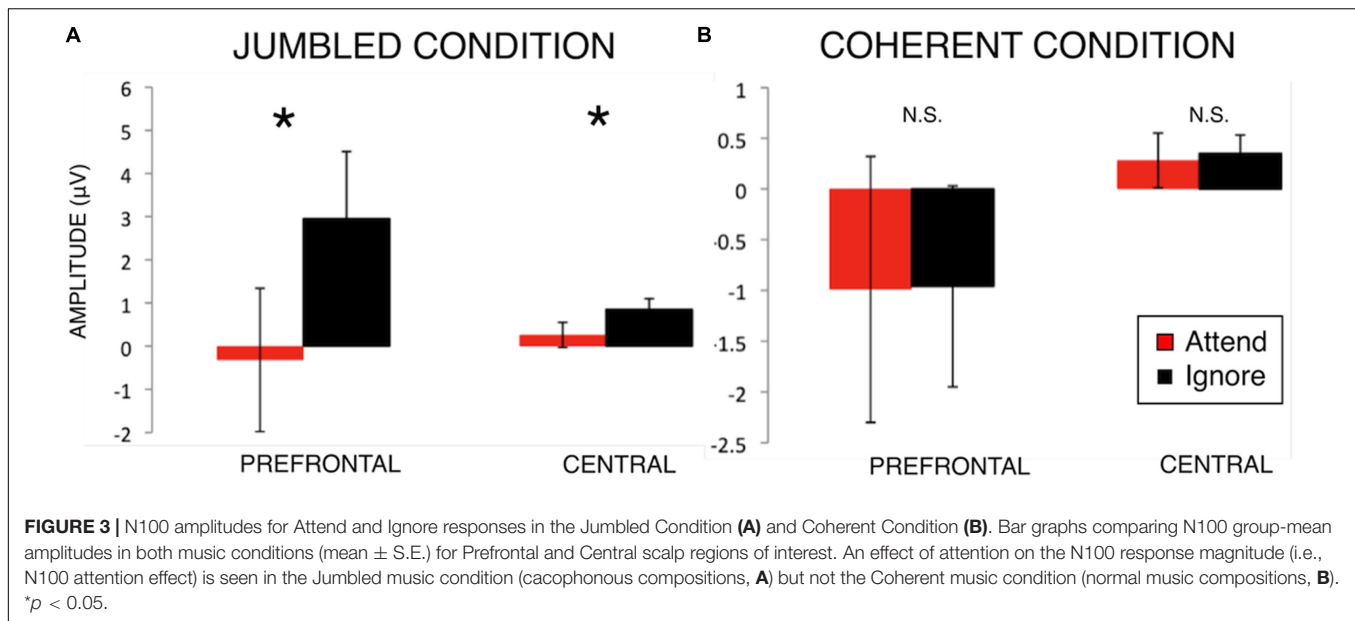 A
JUMBLED CONDITION
6
5
4
3
2
1
0
-1
-2
AMPLITUDE (µV)
*
*
PREFRONTAL
CENTRAL
B
COHERENT CONDITION
1
0.5
0
-0.5
-1
-1.5
-2
-2.5
N.S.
N.S.
Attend
Ignore
PREFRONTAL
CENTRAL
FIGURE 3 | N100 amplitudes for Attend and Ignore responses in the Jumbled Condition (A) and Coherent Condition (B). Bar graphs comparing N100 group-mean
amplitudes in both music conditions (mean ± S.E.) for Prefrontal and Central scalp regions of interest. An effect of attention on the N100 response magnitude (i.e.,
N100 attention effect) is seen in the Jumbled music condition (cacophonous compositions, A) but not the Coherent music condition (normal music compositions, B).
*p < 0.05.